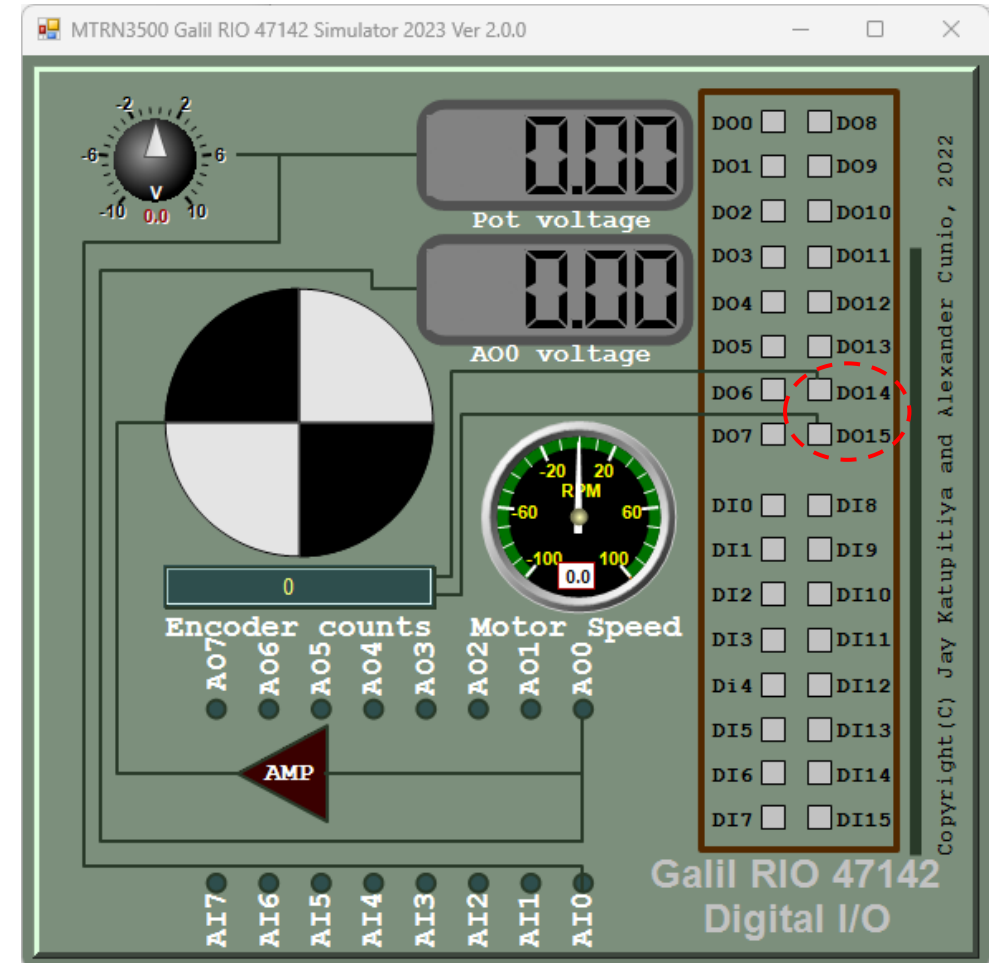 MTRN3500 Galil RIO 47142 Simulator 2023 Ver 2.0.0
-2 2
-6 6
V
-10 0.0 10
0.00
Pot voltage
0.00
AO0 voltage
DO0 DO8
DO1 DO9
DO2 DO10
DO3 DO11
DO4 DO12
DO5 DO13
DO6 DO14
DO7 DO15
DI0 DI8
DI1 DI9
DI2 DI10
DI3 DI11
Di4 DI12
DI5 DI13
DI6 DI14
DI7 DI15
Copyright(C) Jay Katupitiya and Alexander Cunio, 2022
-20 20
RPM
-60 60
-100 100
0.0
0
Encoder counts
Motor Speed
AO7 AO6 AO5 AO4 AO3 AO2 AO1 AO0
AMP
AI7 AI6 AI5 AI4 AI3 AI2 AI1 AI0
Galil RIO 47142
Digital I/O